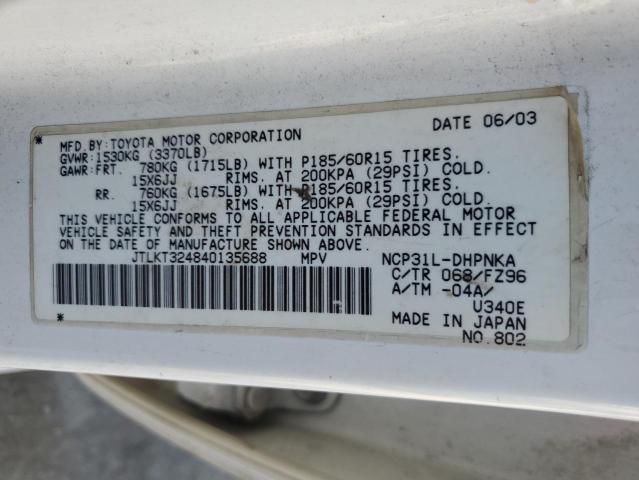 MFD.BY:TOYOTA MOTOR CORPORATION DATE 06/03
GVWR:1530KG (3370LB)
GAWR:FRT. 780KG (1715LB) WITH P185/60R15 TIRES.
15X6JJ RIMS. AT 200KPA (29PSI) COLD.
RR. 760KG (1675LB) WITH P185/60R15 TIRES.
15X6JJ RIMS. AT 200KPA (29PSI) COLD.
THIS VEHICLE CONFORMS TO ALL APPLICABLE FEDERAL MOTOR
VEHICLE SAFETY AND THEFT PREVENTION STANDARDS IN EFFECT
ON THE DATE OF MANUFACTURE SHOWN ABOVE.
JTLKT324840135688 MPV NCP31L-DHPNKA
C/TR 068/FZ96
A/TM -04A/
U340E
MADE IN JAPAN
NO.802